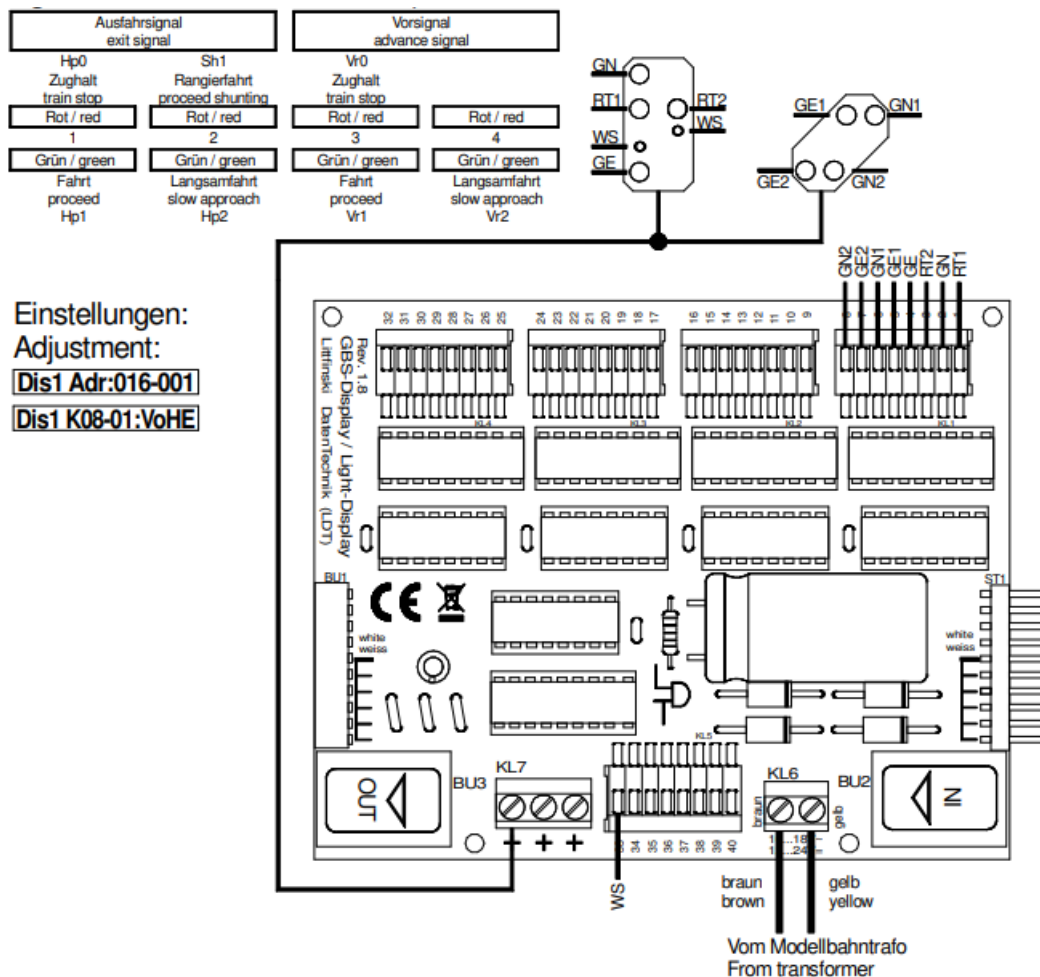 Ausfahrsignal
exit signal
Vorsignal
advance signal
Hp0
Sh1
Vr0
Zughalt
train stop
Rangierfahrt
proceed shunting
Zughalt
train stop
Rot / red
Rot / red
Rot / red
Rot / red
1
2
3
4
Grün / green
Grün / green
Grün / green
Grün / green
Fahrt
proceed
Hp1
Langsamfahrt
slow approach
Hp2
Fahrt
proceed
Vr1
Langsamfahrt
slow approach
Vr2
GN
RT1
WS
GE
RT2
WS
GE1
GN1
GE2
GN2
Einstellungen:
Adjustment:
Dis1 Adr:016-001
Dis1 K08-01:VoHE
GN2
GE2
GN1
GE1
GE
RT2
GN
RT1
32 31 30 29 28 27 26 25
24 23 22 21 20 19 18 17
16 15 14 13 12 11 10 9
KL4
KL3
KL2
KL1
Rev. 1.8
GBS-Display / Light-Display
Littfinski DatenTechnik (LDT)
BU1
CE
white
weiss
ST1
white
weiss
KL5
BU3
OUT
KL7
+ +
34 35 36 37 38 39 40
WS
KL6
braun
gelb
BU2
IN
braun
brown
gelb
yellow
Vom Modellbahntrafo
From transformer